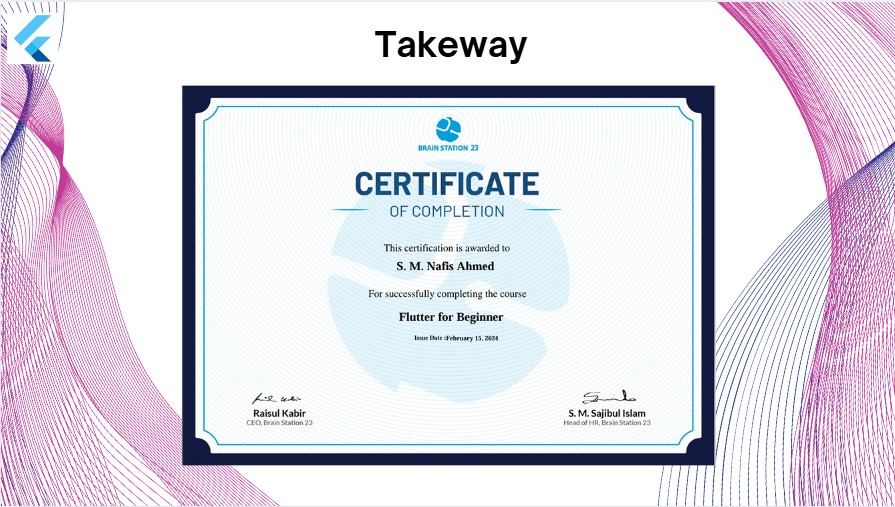 Takeway
BRAIN STATION 23
CERTIFICATE
OF COMPLETION
This certification is awarded to
S. M. Nafis Ahmed
For successfully completing the course
Flutter for Beginner
Issue Date :February 15, 2024
Raisul Kabir
CEO, Brain Station 23
S. M. Sajibul Islam
Head of HR, Brain Station 23